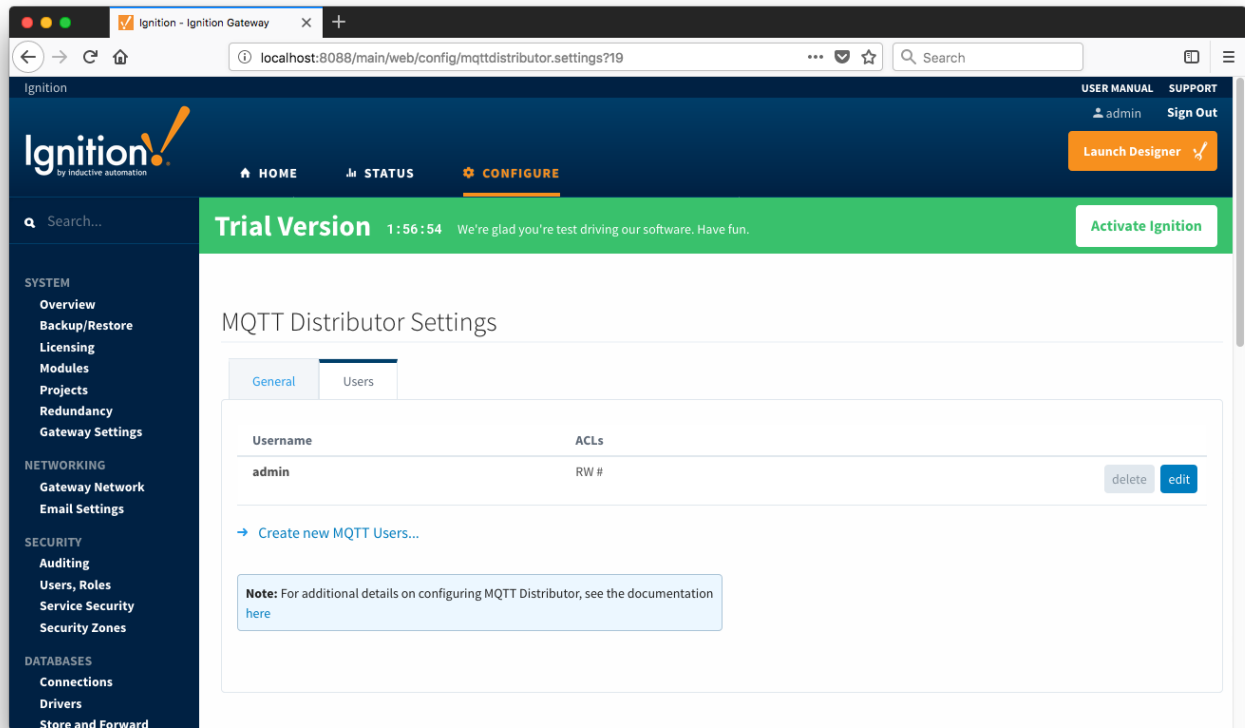 Ignition - Ignition Gateway
localhost:8088/main/web/config/mqttdistributor.settings?19
Search
Ignition
USER MANUAL SUPPORT
admin Sign Out
Ignition!
by inductive automation
Launch Designer
HOME STATUS CONFIGURE
Search...
Trial Version 1:56:54 We're glad you're test driving our software. Have fun.
Activate Ignition
SYSTEM
Overview
Backup/Restore
Licensing
Modules
Projects
Redundancy
Gateway Settings
NETWORKING
Gateway Network
Email Settings
SECURITY
Auditing
Users, Roles
Service Security
Security Zones
DATABASES
Connections
Drivers
Store and Forward
MQTT Distributor Settings
General Users
Username ACLs
admin RW #
delete edit
Create new MQTT Users...
Note: For additional details on configuring MQTT Distributor, see the documentation
here